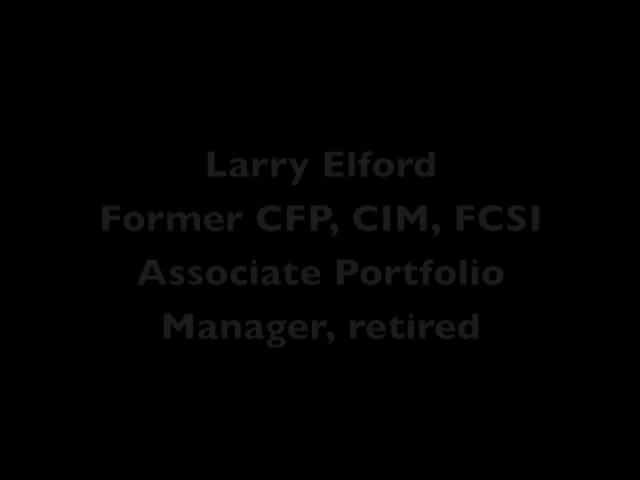 Larry Elford
Former CFP, CIM, FCSI
Associate Portfolio
Manager, retired